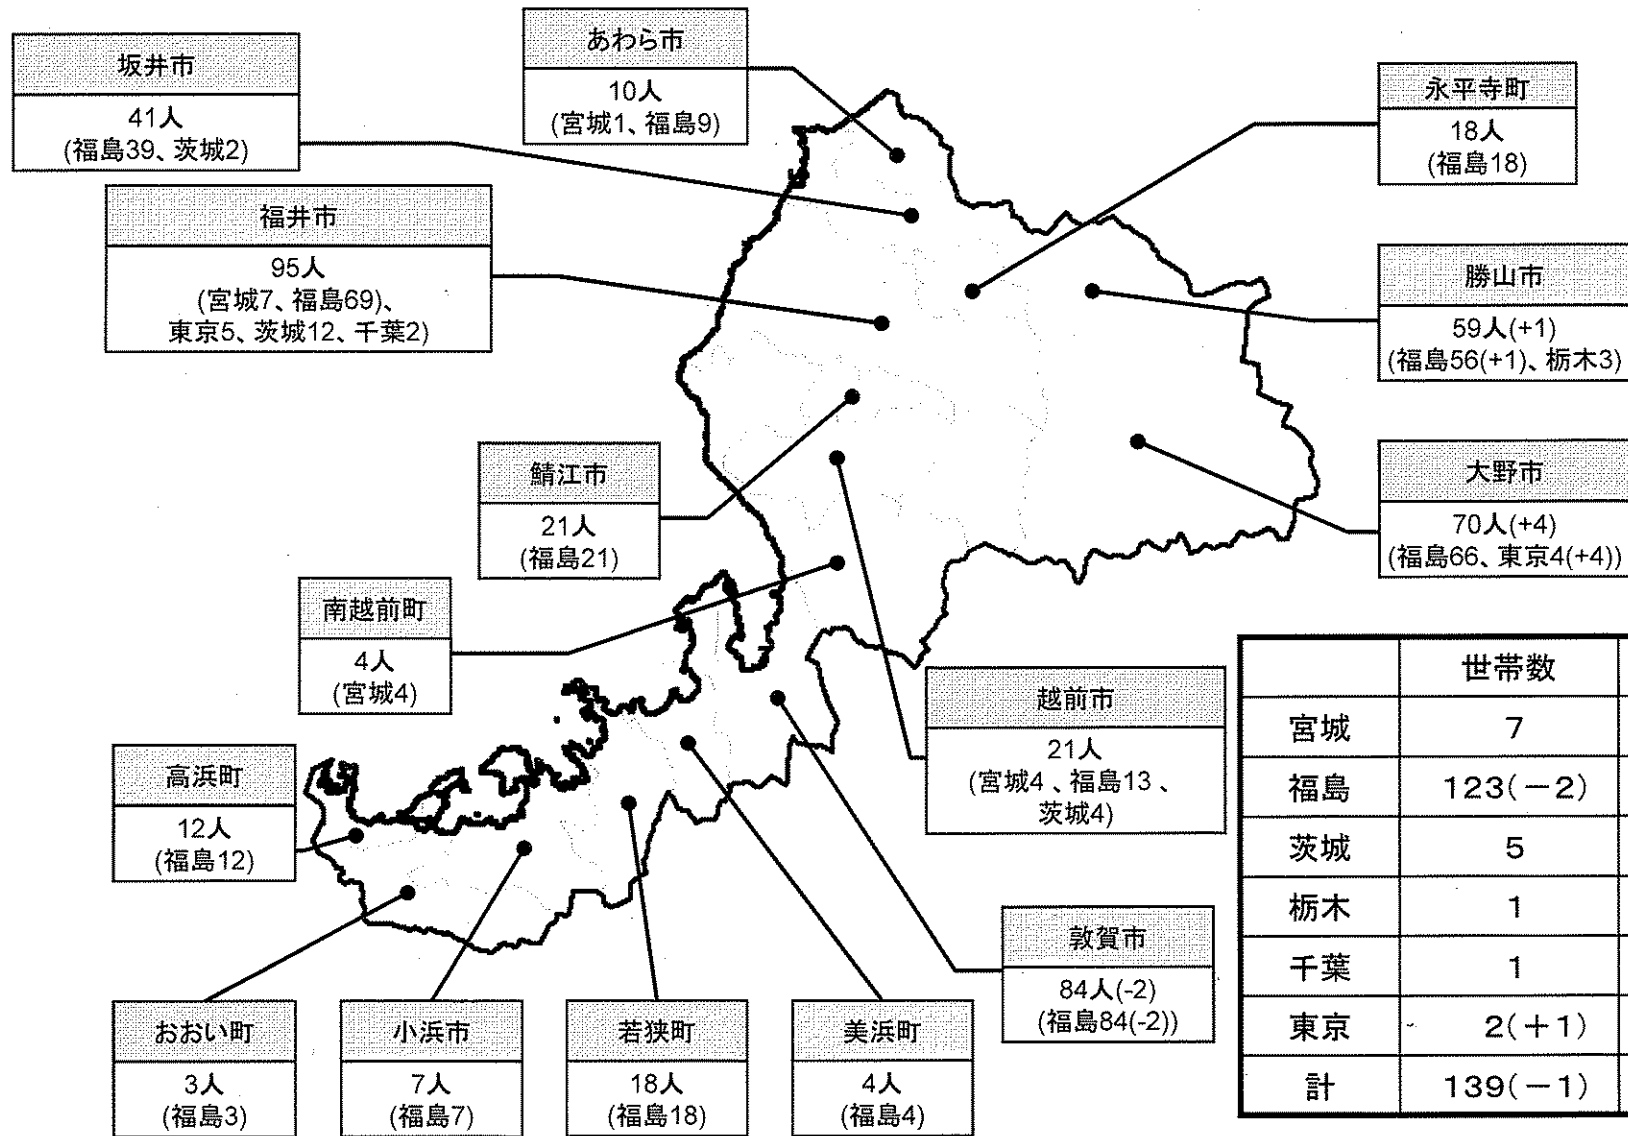 あわら市
10人
(宮城1、福島9)
坂井市
41人
(福島39、茨城2)
永平寺町
18人
(福島18)
福井市
95人
(宮城7、福島69)、
東京5、茨城12、千葉2)
勝山市
59人(+1)
(福島56(+1)、栃木3)
鯖江市
21人
(福島21)
大野市
70人(+4)
(福島66、東京4(+4))
南越前町
4人
(宮城4)
越前市
21人
(宮城4、福島13、
茨城4)
高浜町
12人
(福島12)
敦賀市
84人(-2)
(福島84(-2))
おおい町
3人
(福島3)
小浜市
7人
(福島7)
若狭町
18人
(福島18)
美浜町
4人
(福島4)
世帯数
宮城 7
福島 123(-2)
茨城 5
栃木 1
千葉 1
東京 2(+1)
計 139(-1)